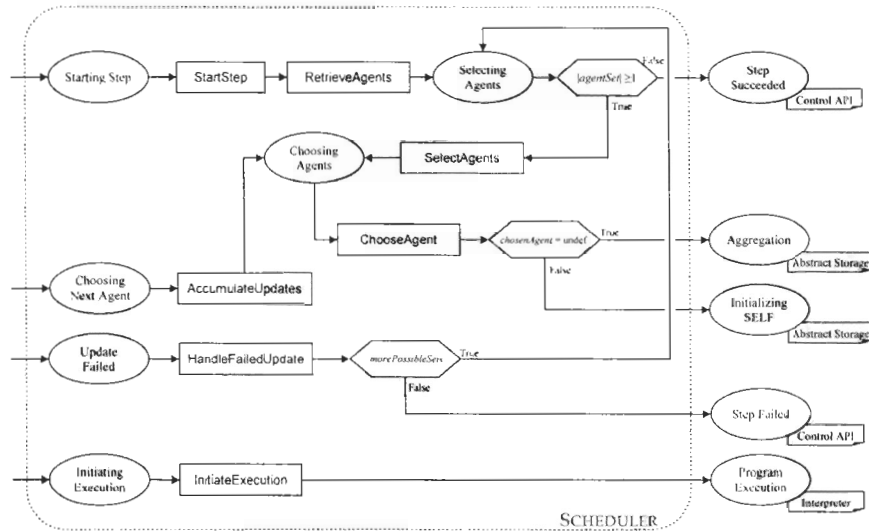 Starting Step
StartStep
RetrieveAgents
Selecting
Agents
|agentSet| ≥1
False
True
Step
Succeeded
Control API
Choosing
Agents
SelectAgents
ChooseAgent
chosenAgent = undef
True
False
Aggregation
Abstract Storage
Choosing
Next Agent
AccumulateUpdates
Initializing
SELF
Abstract Storage
Update
Failed
HandleFailedUpdate
morePossibleSets
True
False
Step Failed
Control API
Initiating
Execution
InitiateExecution
Program
Execution
Interpreter
SCHEDULER